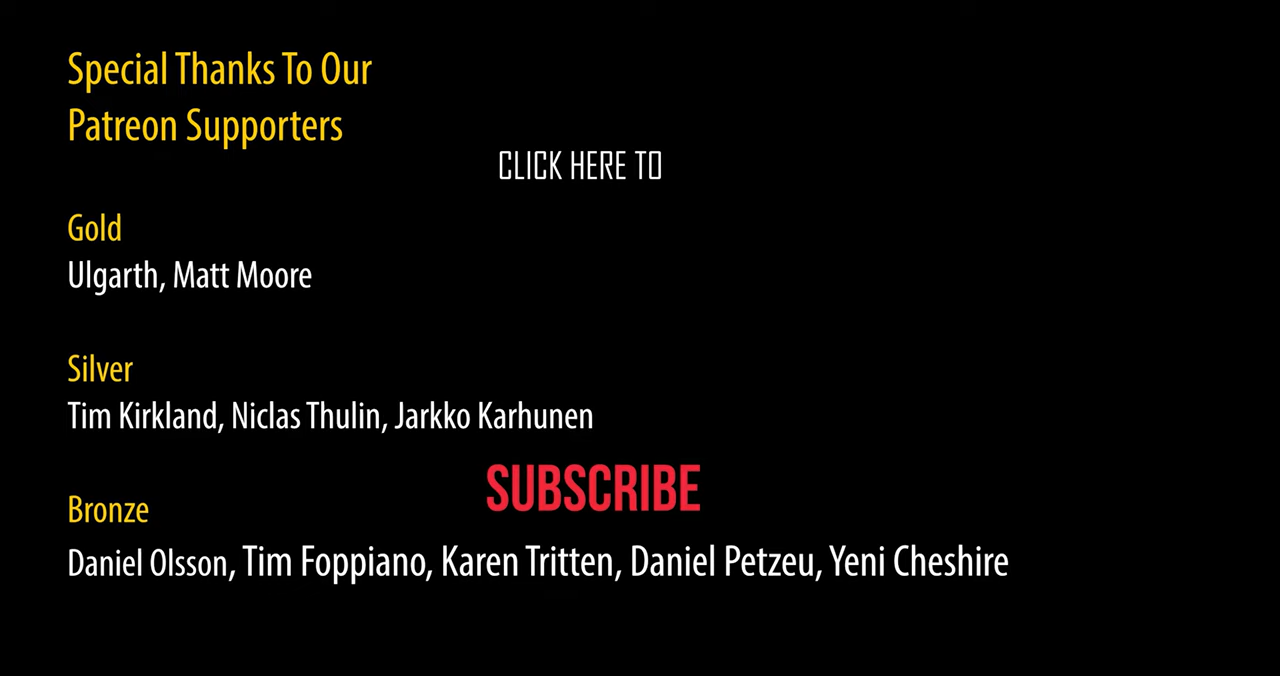 Special Thanks To Our
Patreon Supporters
CLICK HERE TO
Gold
Ulgarth, Matt Moore
Silver
Tim Kirkland, Niclas Thulin, Jarkko Karhunen
SUBSCRIBE
Bronze
Daniel Olsson, Tim Foppiano, Karen Tritten, Daniel Petzeu, Yeni Cheshire